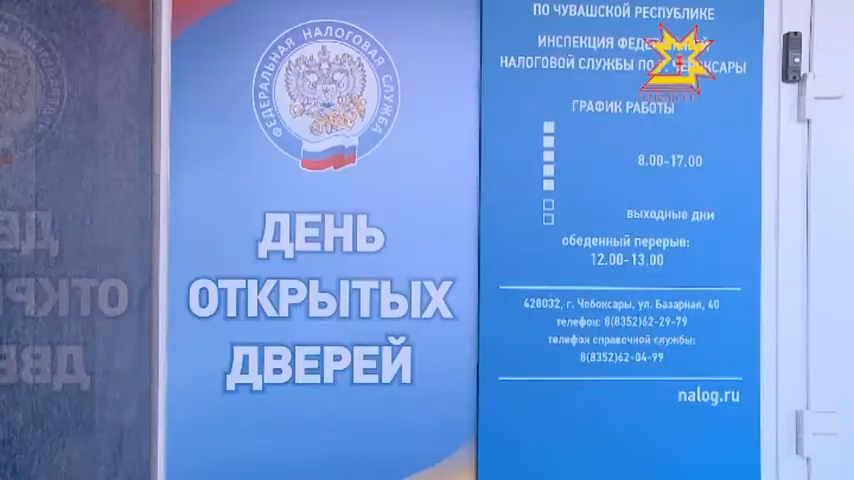 ФЕДЕРАЛЬНАЯ НАЛОГОВАЯ СЛУЖБА
ДЕНЬ
ОТКРЫТЫХ
ДВЕРЕЙ
ПО ЧУВАШСКОЙ РЕСПУБЛИКЕ
ИНСПЕКЦИЯ
НАЛОГОВОЙ СЛУЖБЫ ПО
ГРАФИК РАБОТЫ
8.00-17.00
выходные дни
обеденный перерыв:
12.00-13.00
428032, г. Чебоксары, ул. Базарная, 40
телефон: 8(8352)62-29-79
телефон справочной службы:
8(8352)62-04-99
nalog.ru